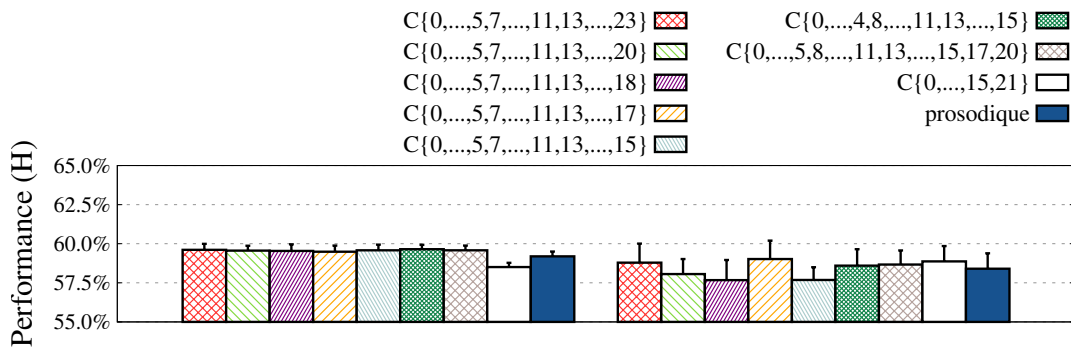 C{0,...,5,7,...,11,13,...,23}
C{0,...,5,7,...,11,13,...,20}
C{0,...,5,7,...,11,13,...,18}
C{0,...,5,7,...,11,13,...,17}
C{0,...,5,7,...,11,13,...,15}
C{0,...,4,8,...,11,13,...,15}
C{0,...,5,8,...,11,13,...,15,17,20}
C{0,...,15,21}
prosodique
Performance (H)
65.0%
62.5%
60.0%
57.5%
55.0%